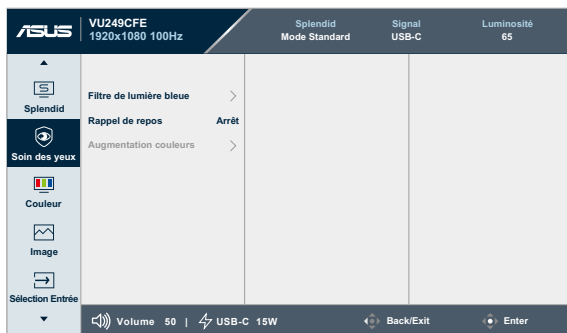 ASUS
VU249CFE
1920x1080 100Hz
Splendid
Mode Standard
Signal
USB-C
Luminosité
65
Splendid
Soin des yeux
Couleur
Image
Sélection Entrée
Filtre de lumière bleue
Rappel de repos Arrêt
Augmentation couleurs
Volume 50 | USB-C 15W
Back/Exit
Enter